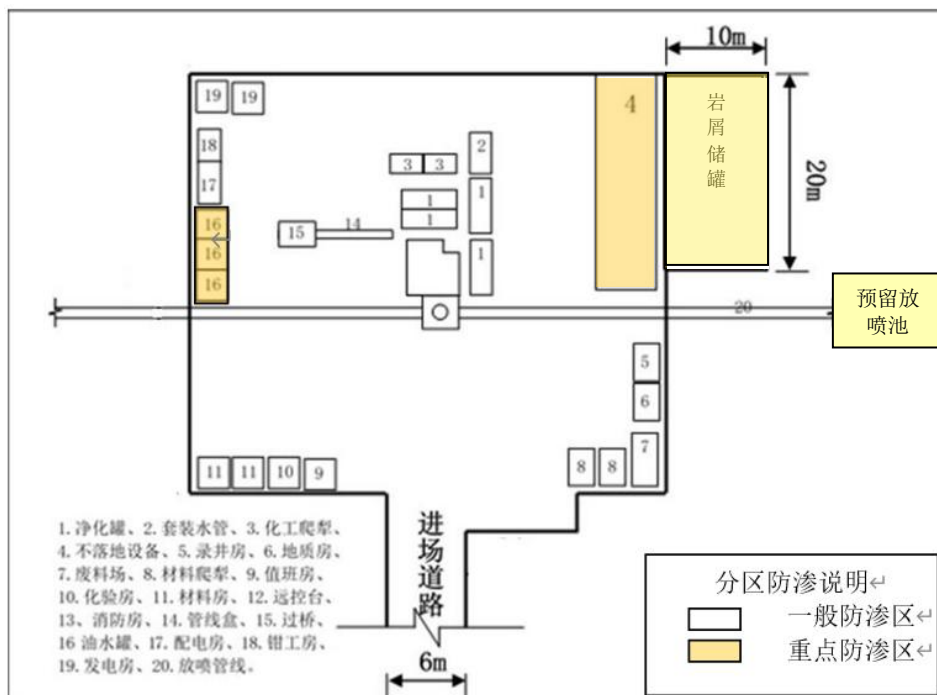 10m
19 19
4
岩屑储罐
20m
18
2
3 3
17
1
1
1
16
15
14
16
1
16
20
预留放
喷池
5
6
7
8 8
11 11 10 9
1. 净化罐、2. 套装水管、3. 化工爬犁、
4. 不落地设备、5. 录井房、6. 地质房、
7. 废料场、8. 材料爬犁、9. 值班房、
10. 化验房、11. 材料房、12. 远控台、
13、消防房、14. 管线盒、15. 过桥、
16 油水罐、17. 配电房、18. 钳工房、
19. 发电房、20. 放喷管线。
进场道路
6m
分区防渗说明↵
一般防渗区↵
重点防渗区↵